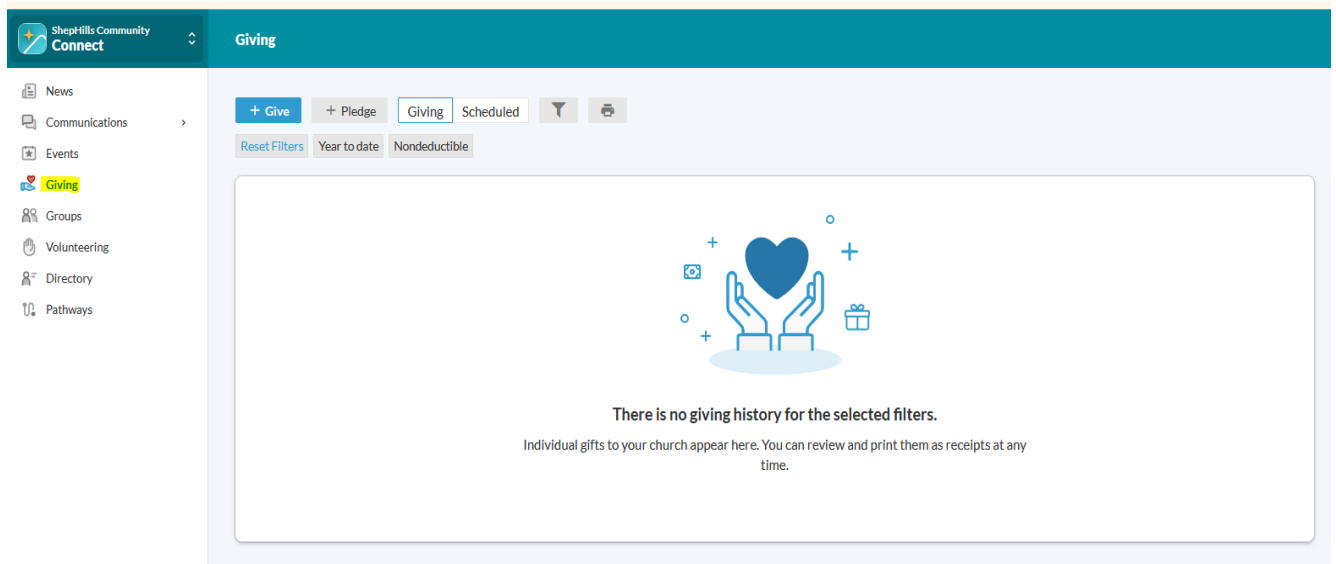 ShepHills Community
Connect
Giving
News
Communications
Events
Giving
Groups
Volunteering
Directory
Pathways
+ Give + Pledge Giving Scheduled
Reset Filters Year to date Nondeductible
There is no giving history for the selected filters.
Individual gifts to your church appear here. You can review and print them as receipts at any
time.